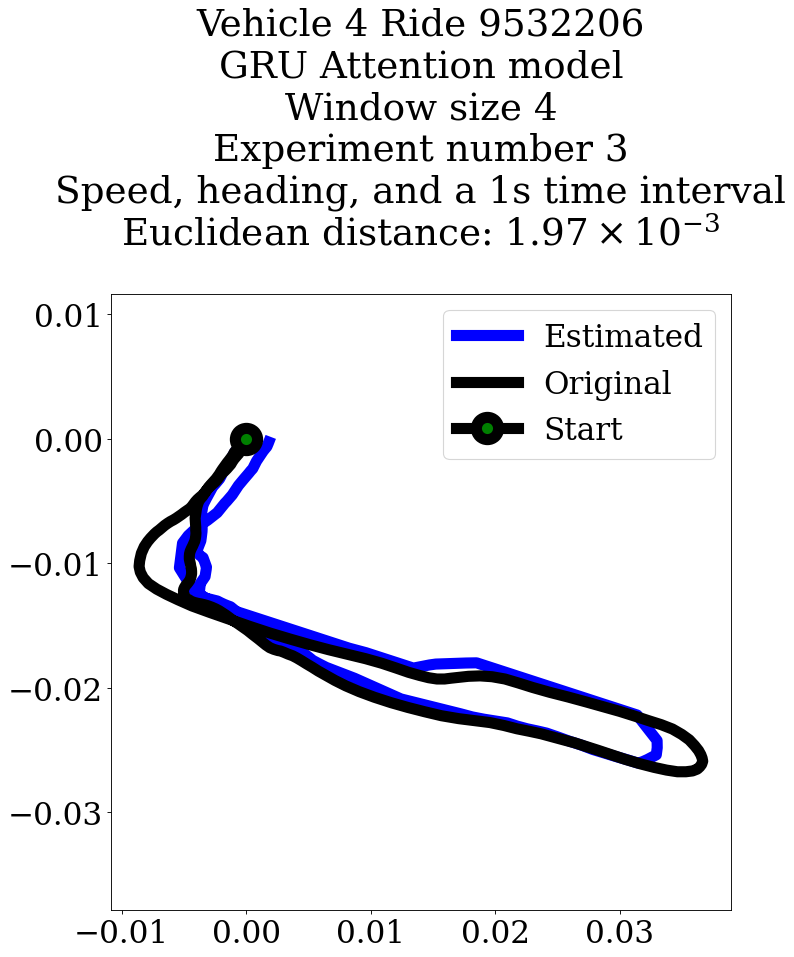 Vehicle 4 Ride 9532206
GRU Attention model
Window size 4
Experiment number 3
Speed, heading, and a 1s time interval
Euclidean distance: 1.97 × 10⁻³
Estimated
Original
Start
0.01
0.00
−0.01
−0.02
−0.03
−0.01 0.00 0.01 0.02 0.03